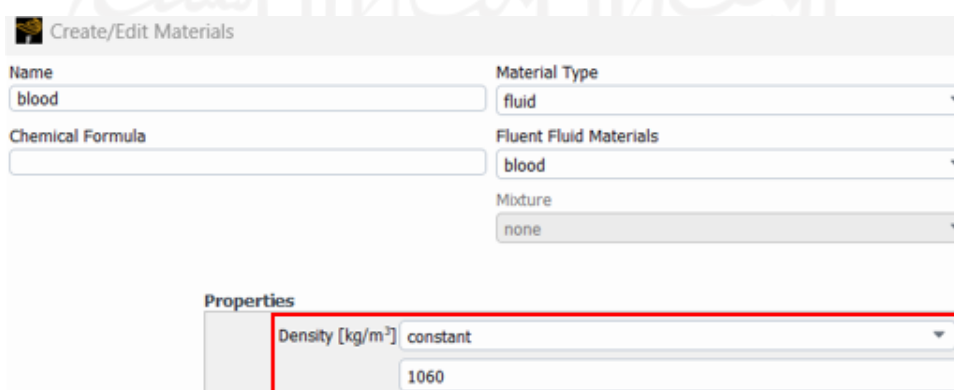 Create/Edit Materials
Name
Material Type
blood
fluid
Chemical Formula
Fluent Fluid Materials
blood
Mixture
none
Properties
Density [kg/m³] constant
1060